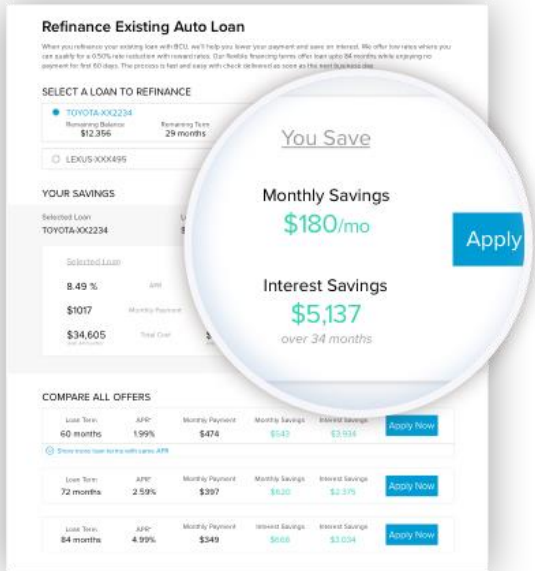 Refinance Existing Auto Loan
When you refinance your existing loan with BCU, we'll help you lower your payment and save on interest. We offer low rates where you
can qualify for a 0.50% rate reduction with reward rates. Our flexible financing terms offer loan upto 84 months while enjoying no
payment for first 60 days. The process is fast and easy with check delivered as soon as the next business day.
SELECT A LOAN TO REFINANCE
TOYOTA-XX2234
Remaining Balance Remaining Term
$12,356 29 months
LEXUS-XXX495
You Save
Monthly Savings
$180/mo
Apply
Interest Savings
$5,137
over 34 months
YOUR SAVINGS
Selected Loan
TOYOTA-XX2234
Selected Loan
8.49 % APR
$1017 Monthly Payment
$34,605 Total Cost
COMPARE ALL OFFERS
Loan Term APR* Monthly Payment Monthly Savings Interest Savings
60 months 1.99% $474 $543 $3,934 Apply Now
Show more loan terms with same APR
Loan Term APR* Monthly Payment Monthly Savings Interest Savings
72 months 2.59% $397 $620 $2,375 Apply Now
Loan Term APR* Monthly Payment Interest Savings Interest Savings
84 months 4.99% $349 $668 $3,034 Apply Now